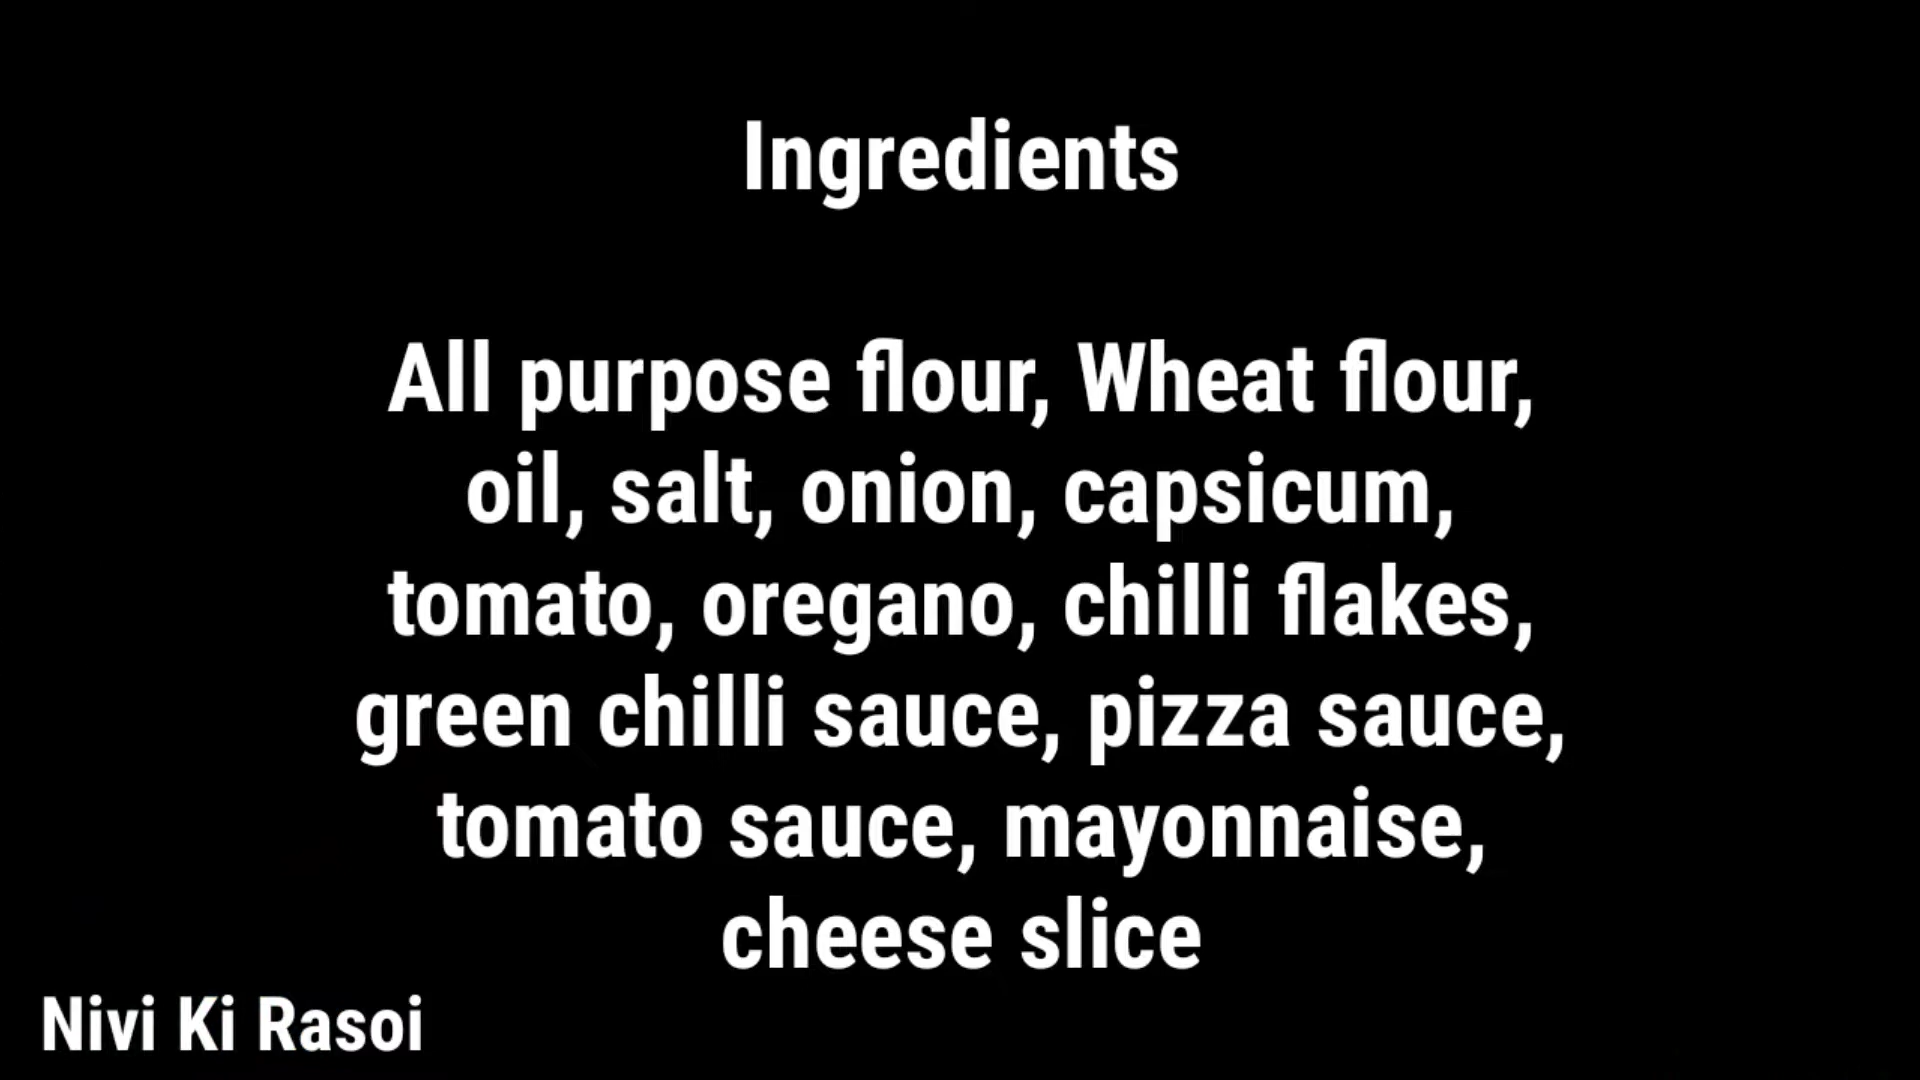 Ingredients
All purpose flour, Wheat flour,
oil, salt, onion, capsicum,
tomato, oregano, chilli flakes,
green chilli sauce, pizza sauce,
tomato sauce, mayonnaise,
cheese slice
Nivi Ki Rasoi